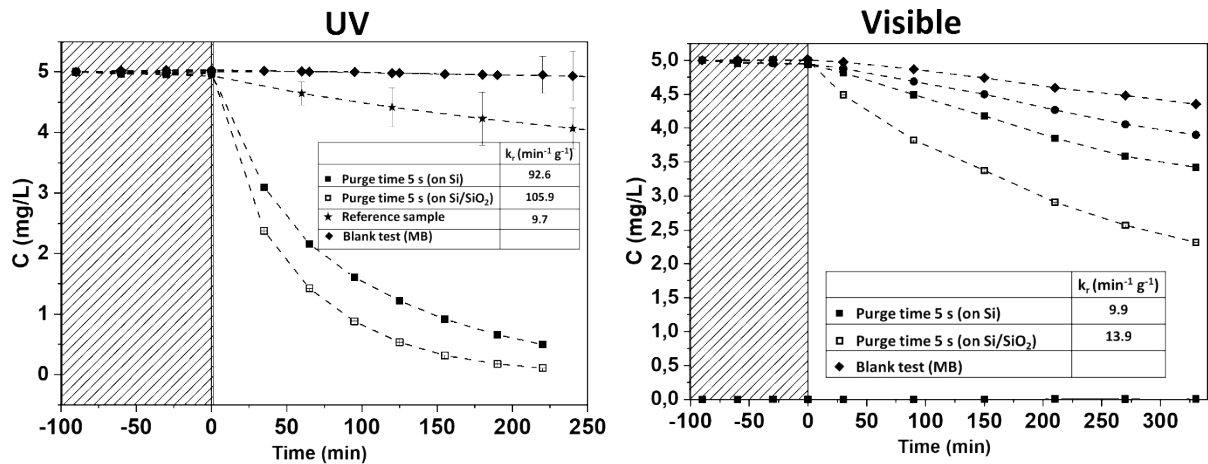 UV
C (mg/L)
5
4
3
2
1
0
-100 -50 0 50 100 150 200 250
Time (min)
kr (min-1 g-1)
Purge time 5 s (on Si) 92.6
Purge time 5 s (on Si/SiO2) 105.9
Reference sample 9.7
Blank test (MB)
Visible
C (mg/L)
5,0
4,5
4,0
3,5
3,0
2,5
2,0
1,5
1,0
0,5
0,0
-100 -50 0 50 100 150 200 250 300
Time (min)
kr (min-1 g-1)
Purge time 5 s (on Si) 9.9
Purge time 5 s (on Si/SiO2) 13.9
Blank test (MB)